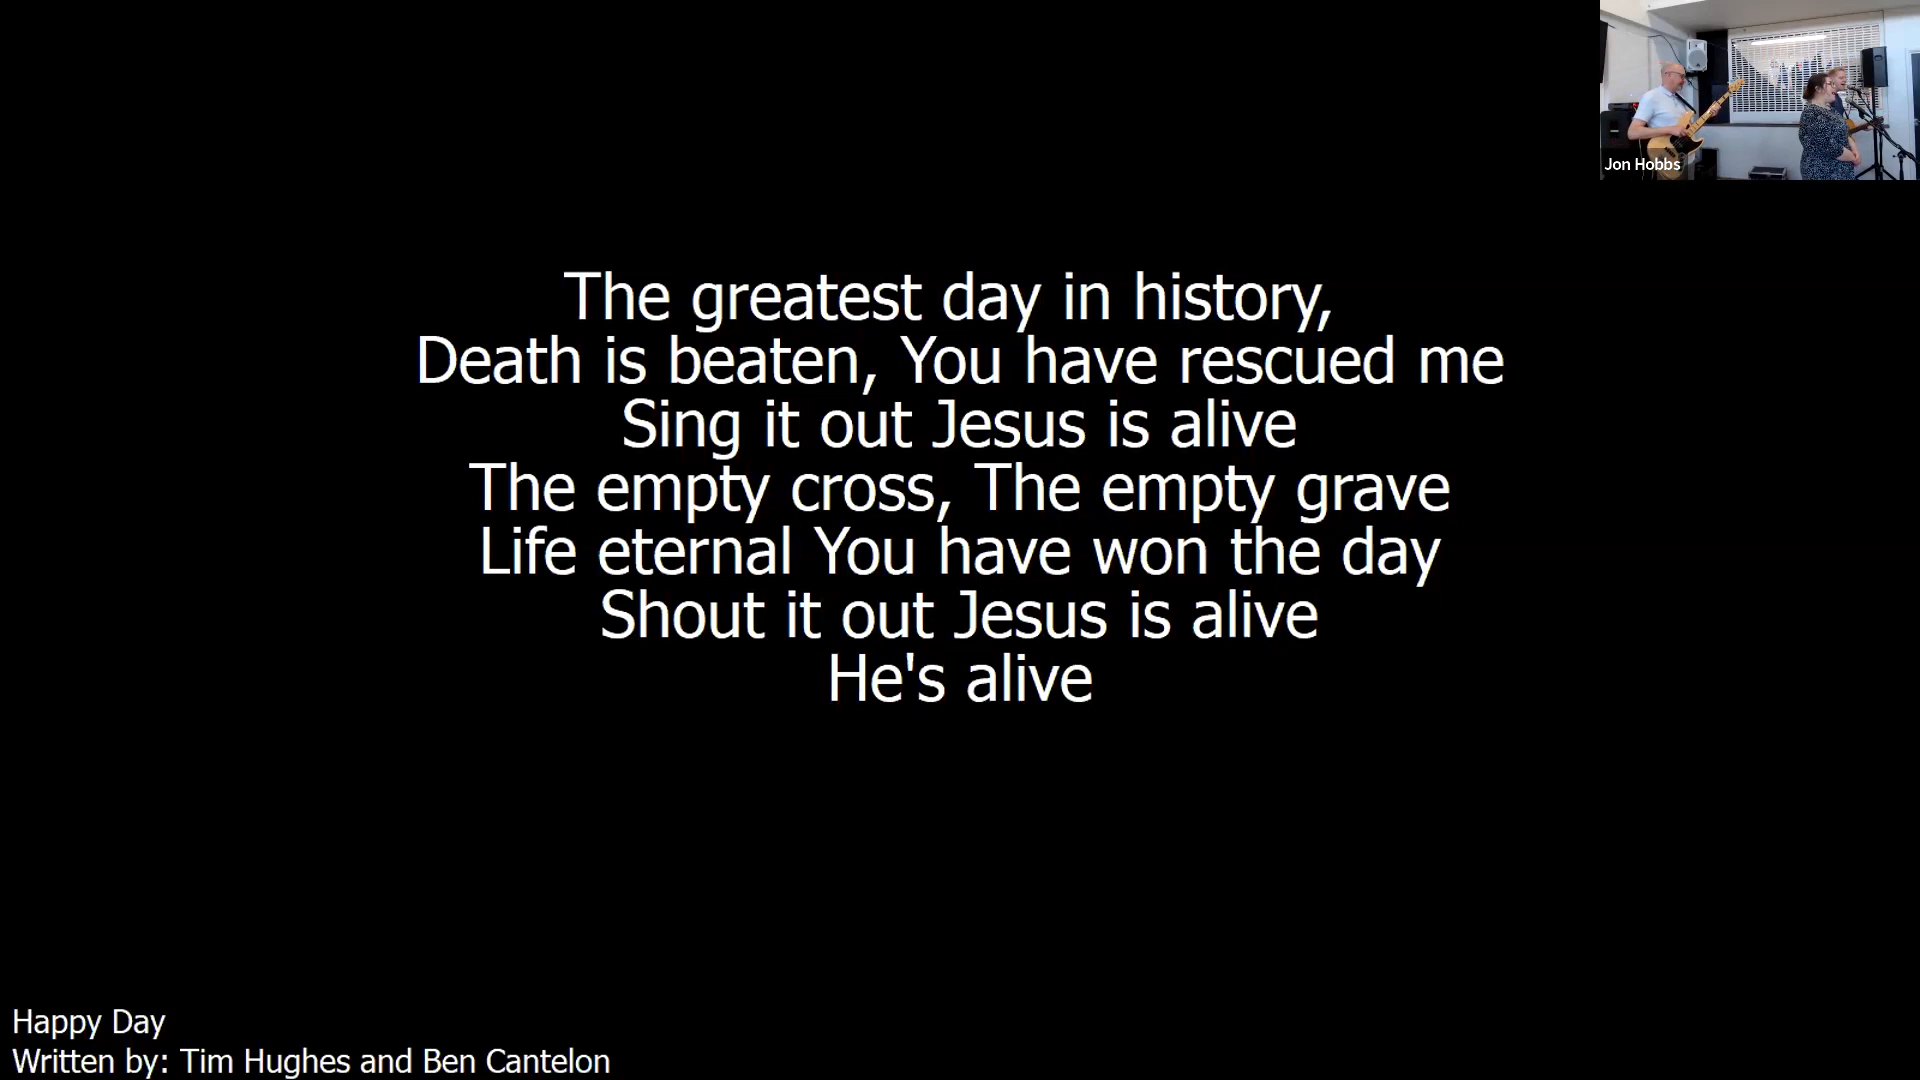 The greatest day in history,
Death is beaten, You have rescued me
Sing it out Jesus is alive
The empty cross, The empty grave
Life eternal You have won the day
Shout it out Jesus is alive
He's alive
Jon Hobbs
Happy Day
Written by: Tim Hughes and Ben Cantelon